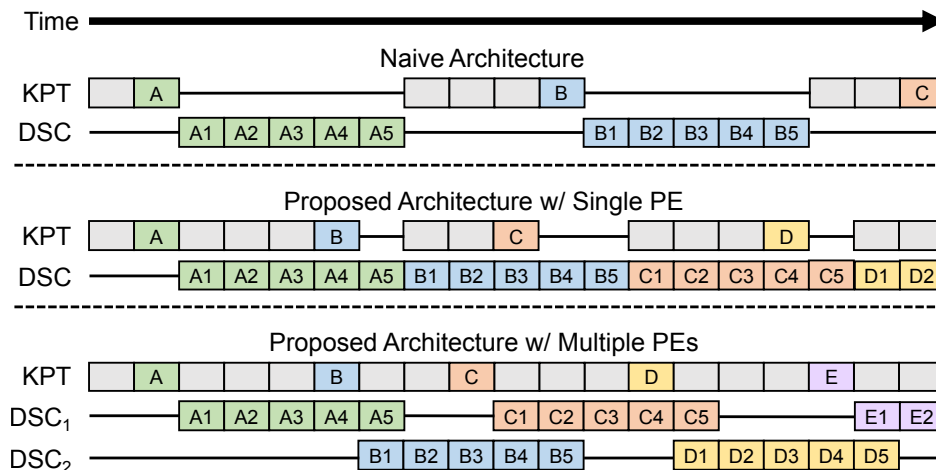 Time
Naive Architecture
KPT A B C
DSC A1 A2 A3 A4 A5 B1 B2 B3 B4 B5
Proposed Architecture w/ Single PE
KPT A B C D
DSC A1 A2 A3 A4 A5 B1 B2 B3 B4 B5 C1 C2 C3 C4 C5 D1 D2
Proposed Architecture w/ Multiple PEs
KPT A B C D E
DSC₁ A1 A2 A3 A4 A5 C1 C2 C3 C4 C5 E1 E2
DSC₂ B1 B2 B3 B4 B5 D1 D2 D3 D4 D5